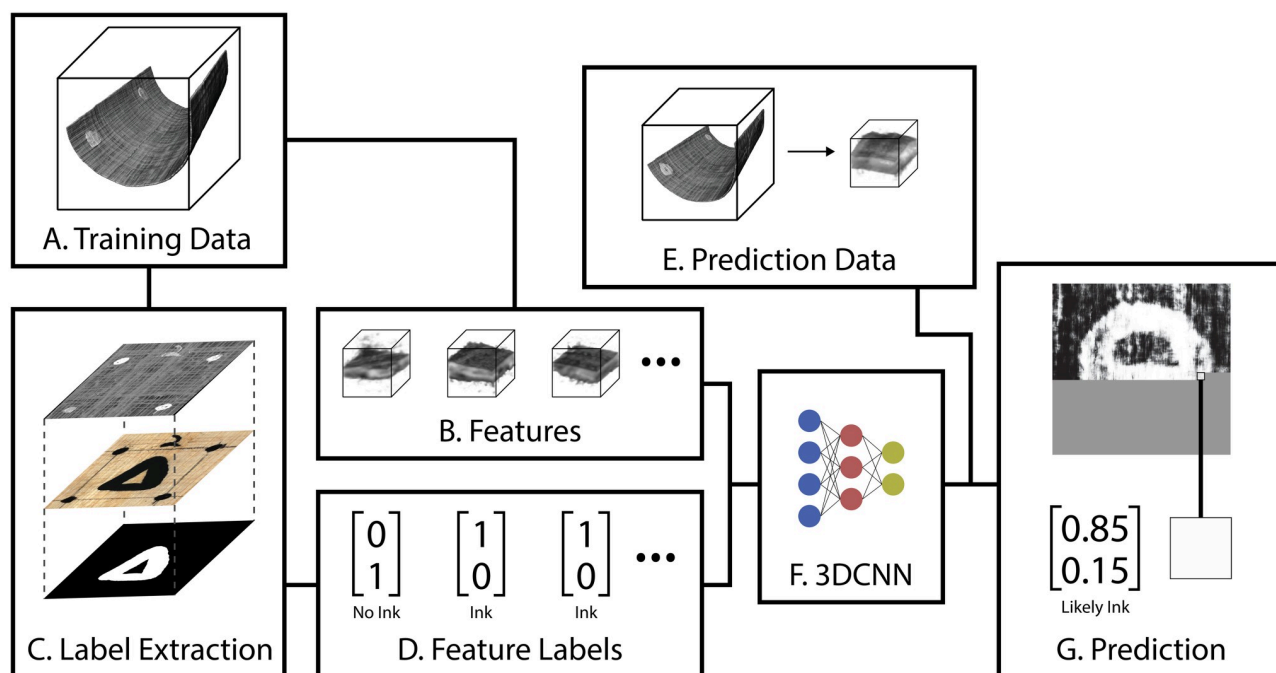 A. Training Data
B. Features
•••
C. Label Extraction
0
1
No Ink
1
0
Ink
1
0
Ink
•••
D. Feature Labels
E. Prediction Data
F. 3DCNN
0.85
0.15
Likely Ink
G. Prediction